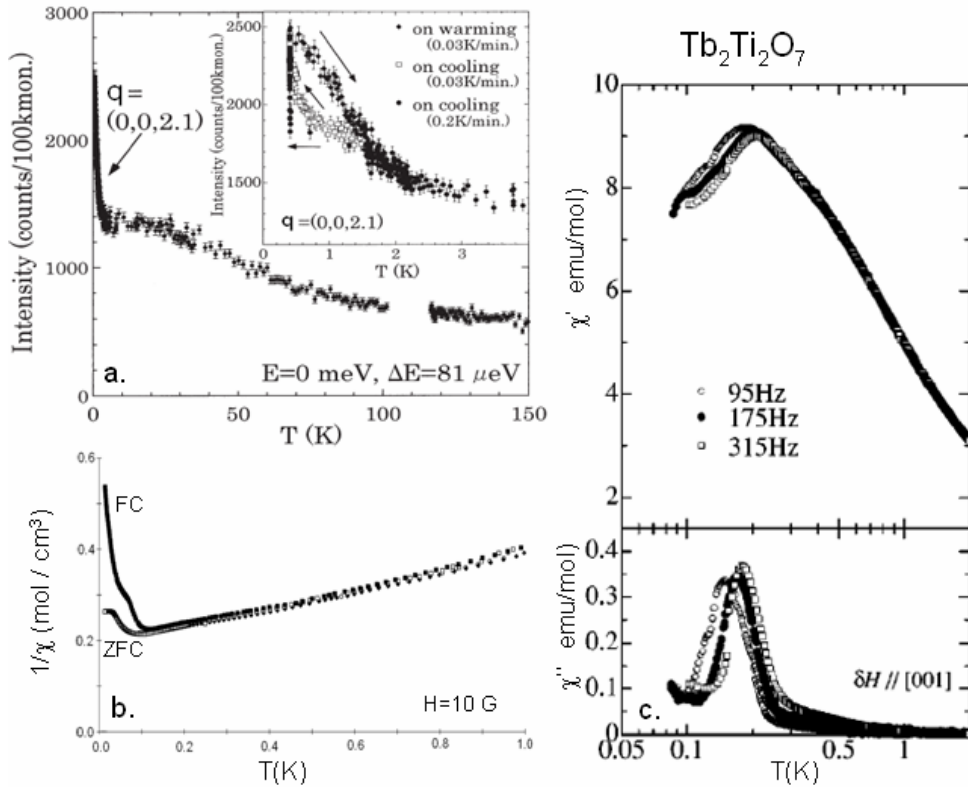 3000
2000
1000
0
Intensity (counts/100kmon.)
q=
(0,0,2.1)
a.
E=0 meV, ΔE=81 μeV
0
50
100
150
T (K)
2500
2100
1900
1500
Intensity (counts/100kmon.)
on warming
(0.03K/min.)
on cooling
(0.03K/min.)
on cooling
(0.2K/min.)
q=(0,0,2.1)
0
1
2
3
T (K)
0.6
0.4
0.2
0.0
1/χ (mol / cm³)
FC
ZFC
b.
H=10 G
0.0
0.2
0.4
0.6
0.8
1.0
T(K)
Tb₂Ti₂O₇
10
8
6
4
2
χ' emu/mol
95Hz
175Hz
315Hz
0.4
0.3
0.2
0.1
0
χ'' emu/mol
δH // [001]
c.
0.05
0.1
0.5
1
T(K)